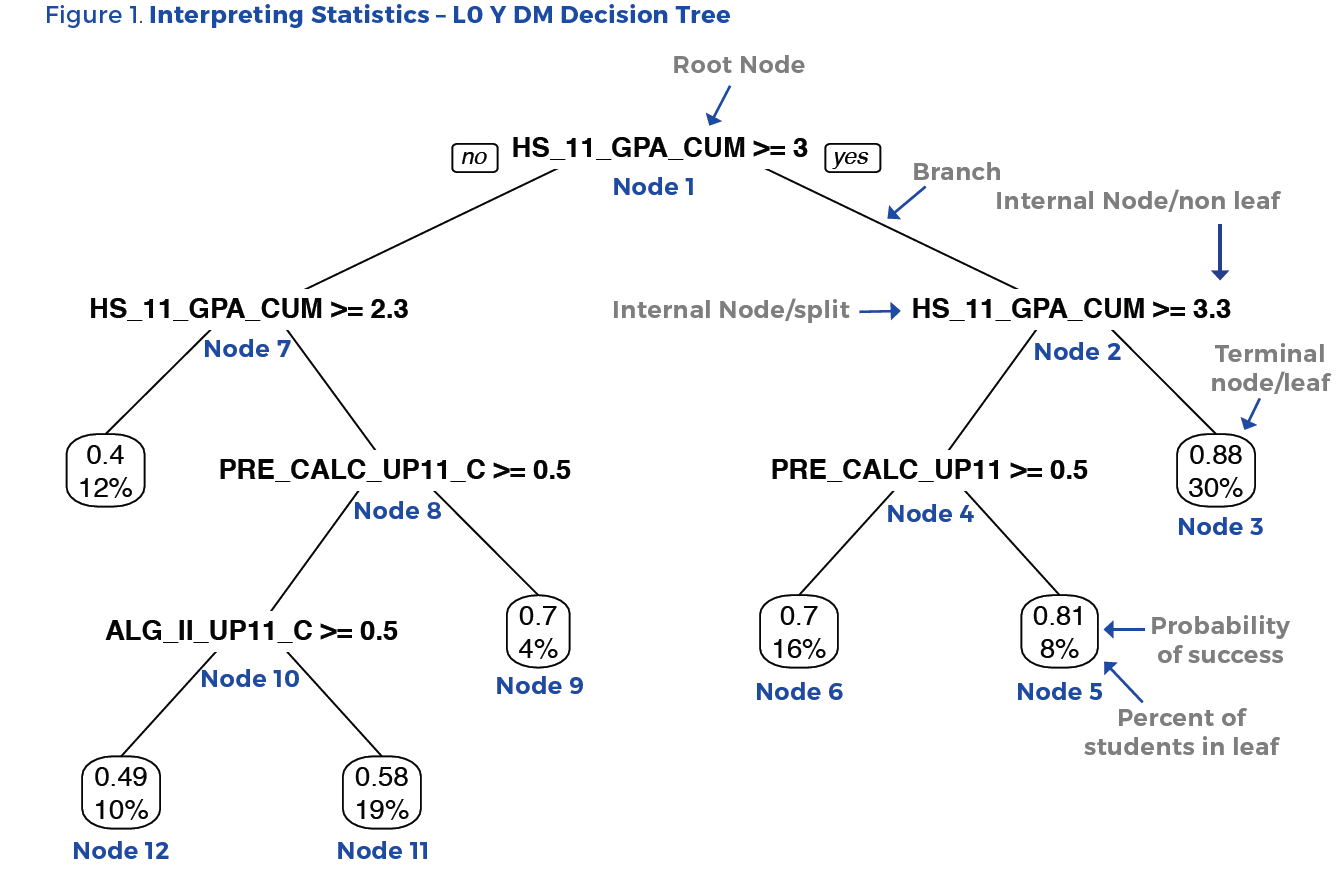 Figure 1. Interpreting Statistics – L0 Y DM Decision Tree
Root Node
no
HS_11_GPA_CUM >= 3
yes
Node 1
Branch
Internal Node/non leaf
HS_11_GPA_CUM >= 2.3
Node 7
Internal Node/split
HS_11_GPA_CUM >= 3.3
Node 2
Terminal
node/leaf
0.4
12%
PRE_CALC_UP11_C >= 0.5
Node 8
PRE_CALC_UP11 >= 0.5
Node 4
0.88
30%
Node 3
ALG_II_UP11_C >= 0.5
Node 10
0.7
4%
Node 9
0.7
16%
Node 6
0.81
8%
Node 5
Probability
of success
Percent of
students in leaf
0.49
10%
Node 12
0.58
19%
Node 11